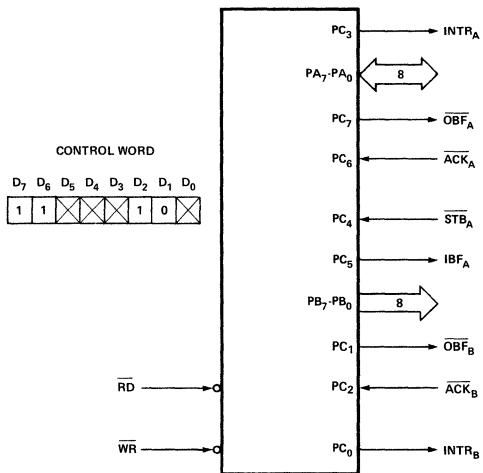 PC3 INTRA
PA7-PA0 8
PC7 OBFA
CONTROL WORD
PC6 ACKA
D7 D6 D5 D4 D3 D2 D1 D0
1 1 X X X 1 0 X
PC4 STBA
PC5 IBFA
PB7-PB0 8
PC1 OBFB
RD PC2 ACKB
WR PC0 INTRB